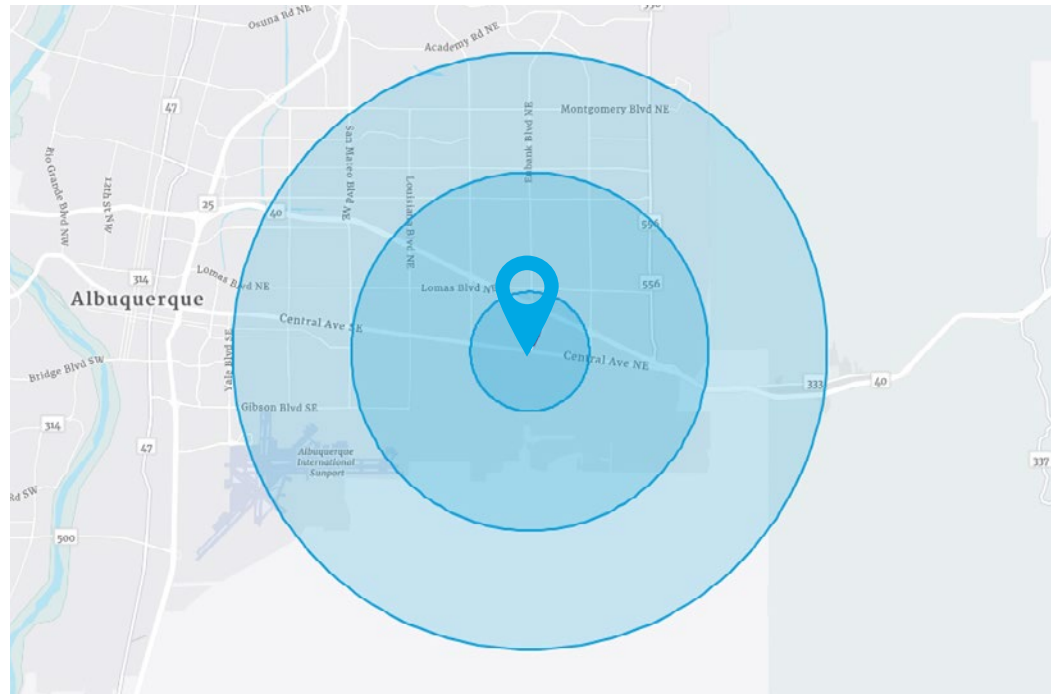 Osuna Rd NE
556
Academy Rd NE
47
Montgomery Blvd NE
Eubank Blvd NE
San Mateo Blvd NE
Louisiana Blvd NE
Rio Grande Blvd NW
12th St NW
25
40
556
Lomas Blvd NE
314
Lomas Blvd NE
556
Albuquerque
Central Ave SE
Central Ave NE
Yale Blvd SE
Bridge Blvd SW
333
40
Gibson Blvd SE
314
47
Albuquerque
International
Sunport
337
Rd SW
500